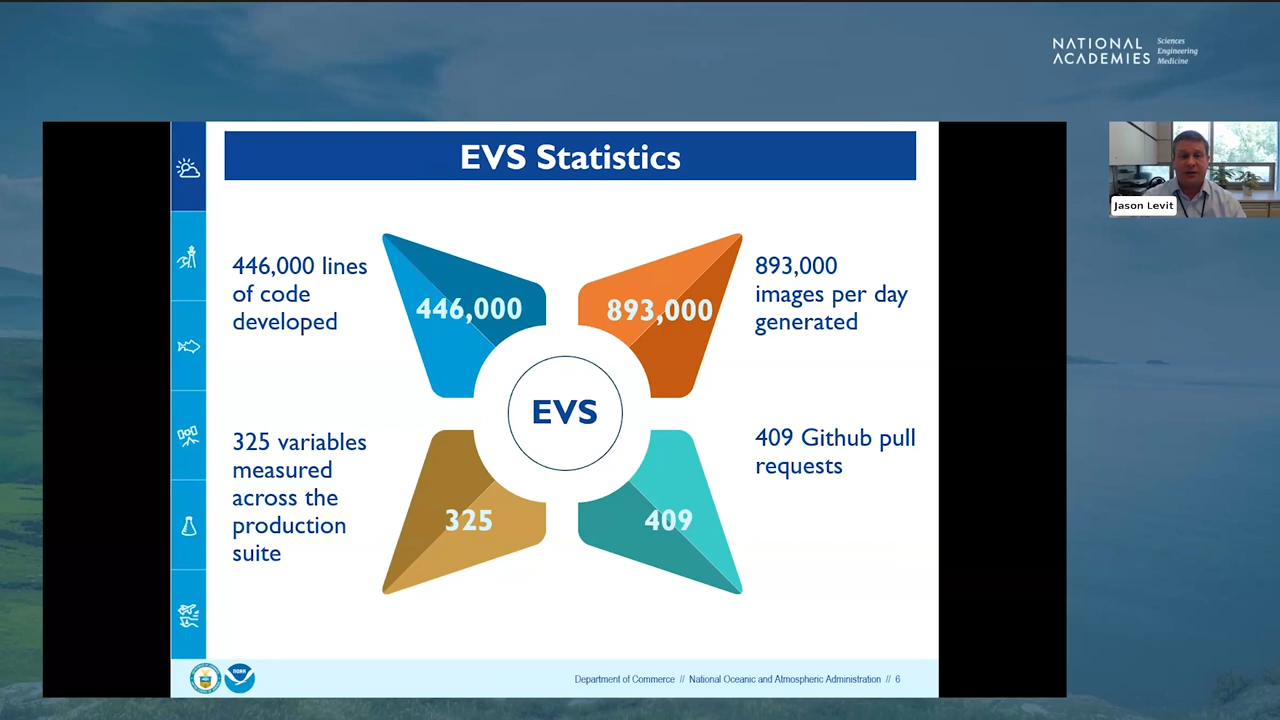 NATIONAL
ACADEMIES
Sciences
Engineering
Medicine
EVS Statistics
446,000 lines
of code
developed
446,000
893,000
893,000
images per day
generated
EVS
325 variables
measured
across the
production
suite
325
409
409 Github pull
requests
Jason Levit
NOAA
Department of Commerce // National Oceanic and Atmospheric Administration // 6